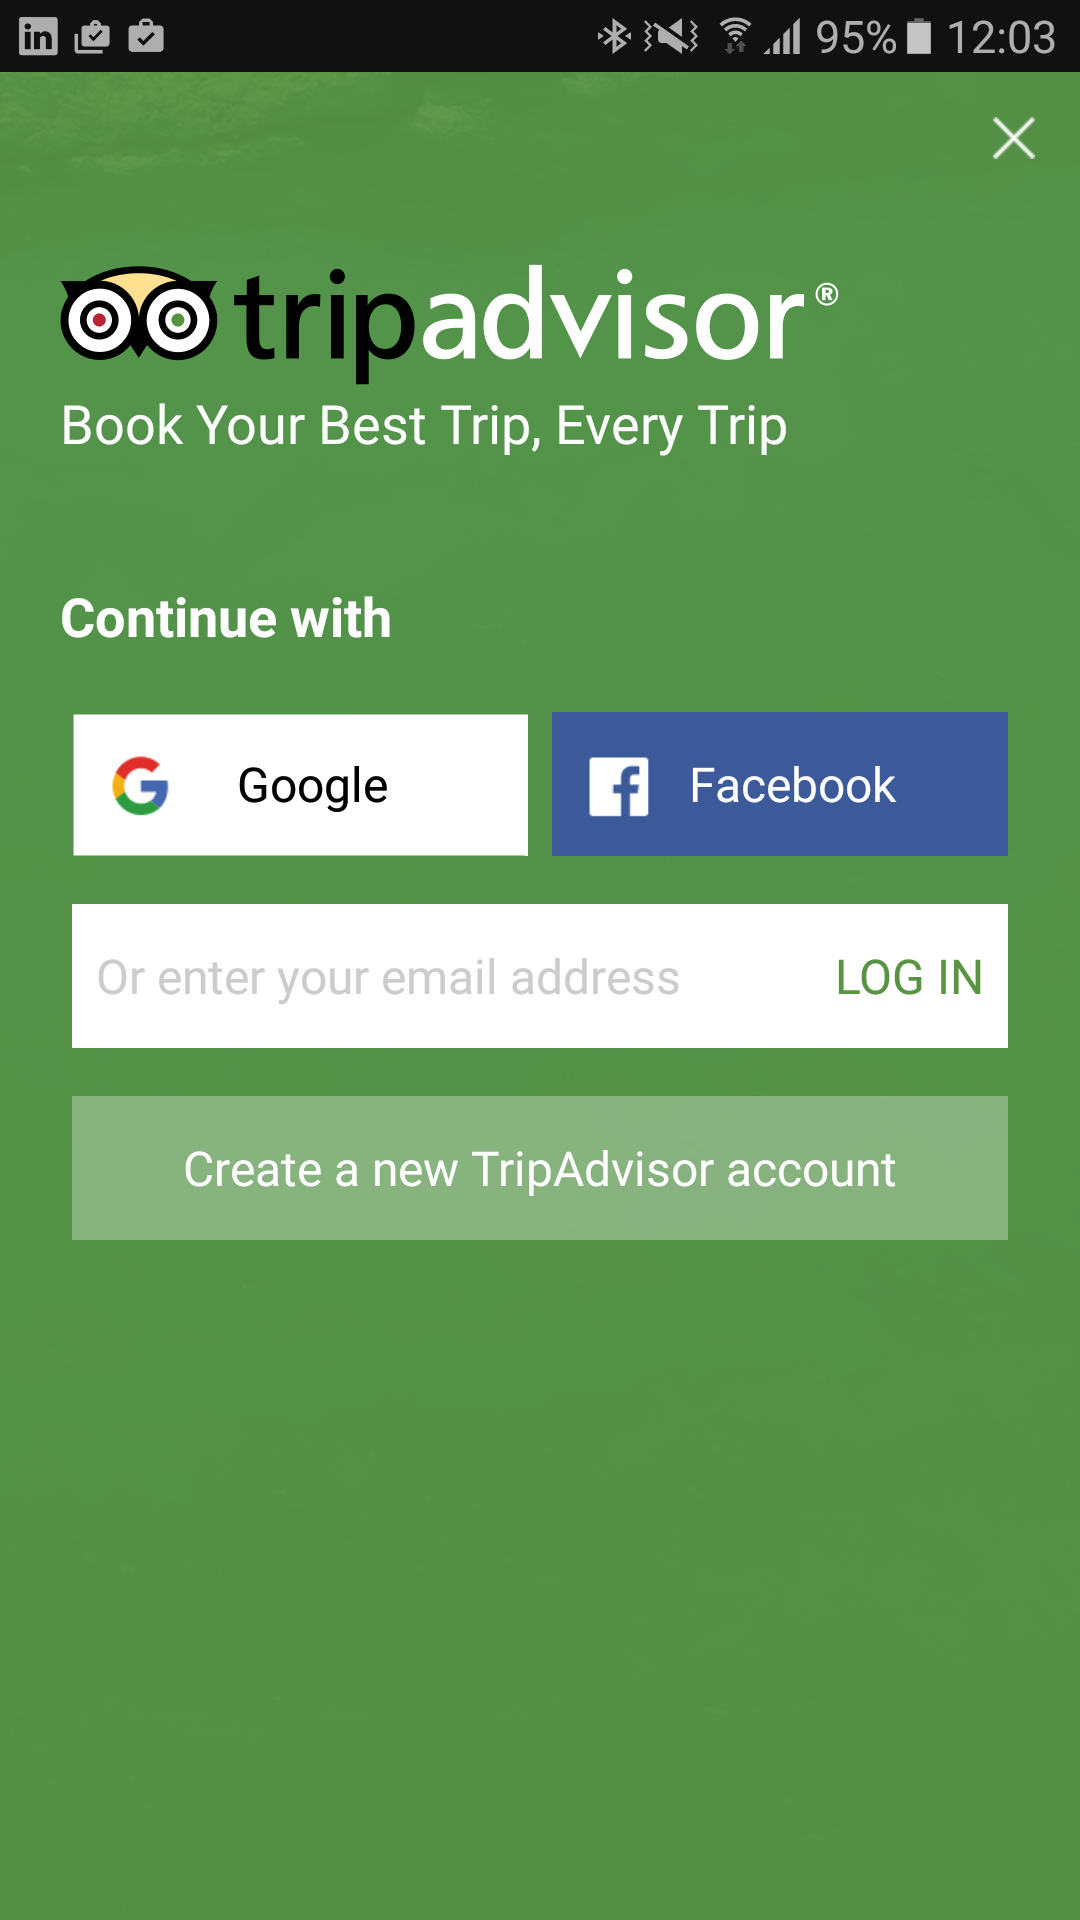 in 95% 12:03
tripadvisor®
Book Your Best Trip, Every Trip
Continue with
Google Facebook
Or enter your email address LOG IN
Create a new TripAdvisor account